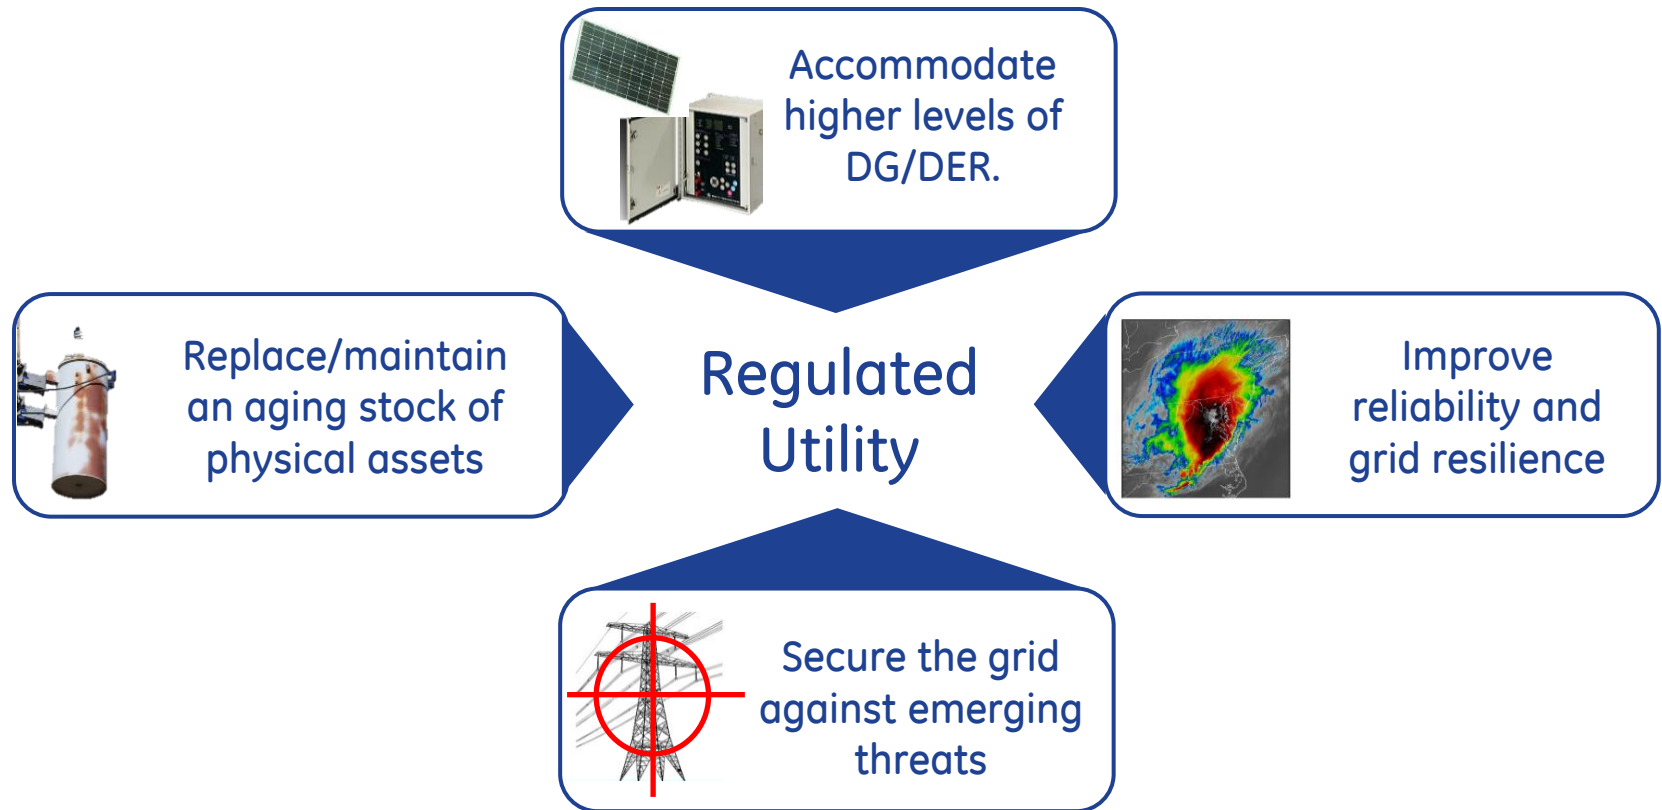 Accommodate
higher levels of
DG/DER.
Replace/maintain
an aging stock of
physical assets
Regulated
Utility
Improve
reliability and
grid resilience
Secure the grid
against emerging
threats